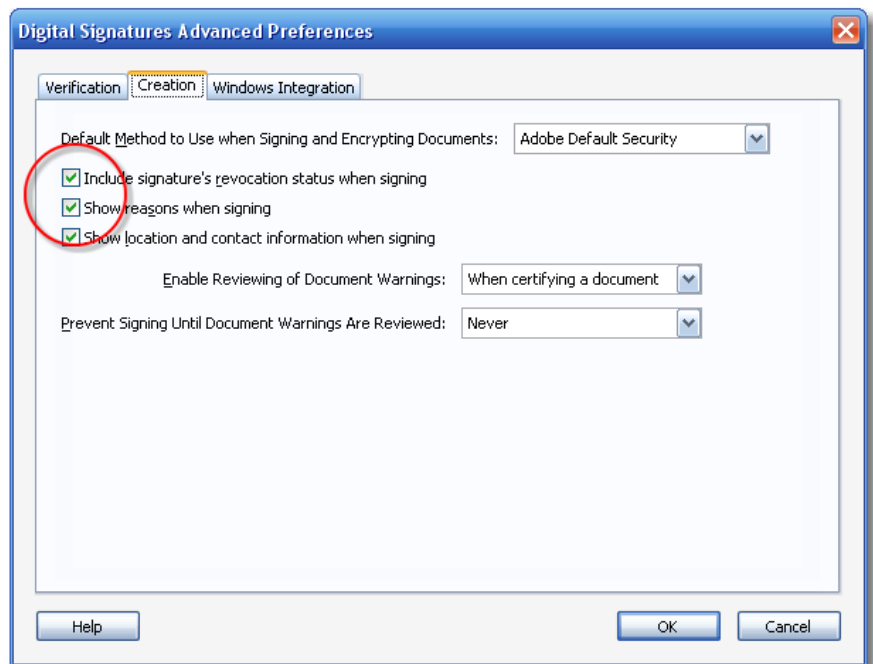 Digital Signatures Advanced Preferences
Verification Creation Windows Integration
Default Method to Use when Signing and Encrypting Documents: Adobe Default Security
Include signature's revocation status when signing
Show reasons when signing
Show location and contact information when signing
Enable Reviewing of Document Warnings: When certifying a document
Prevent Signing Until Document Warnings Are Reviewed: Never
Help OK Cancel